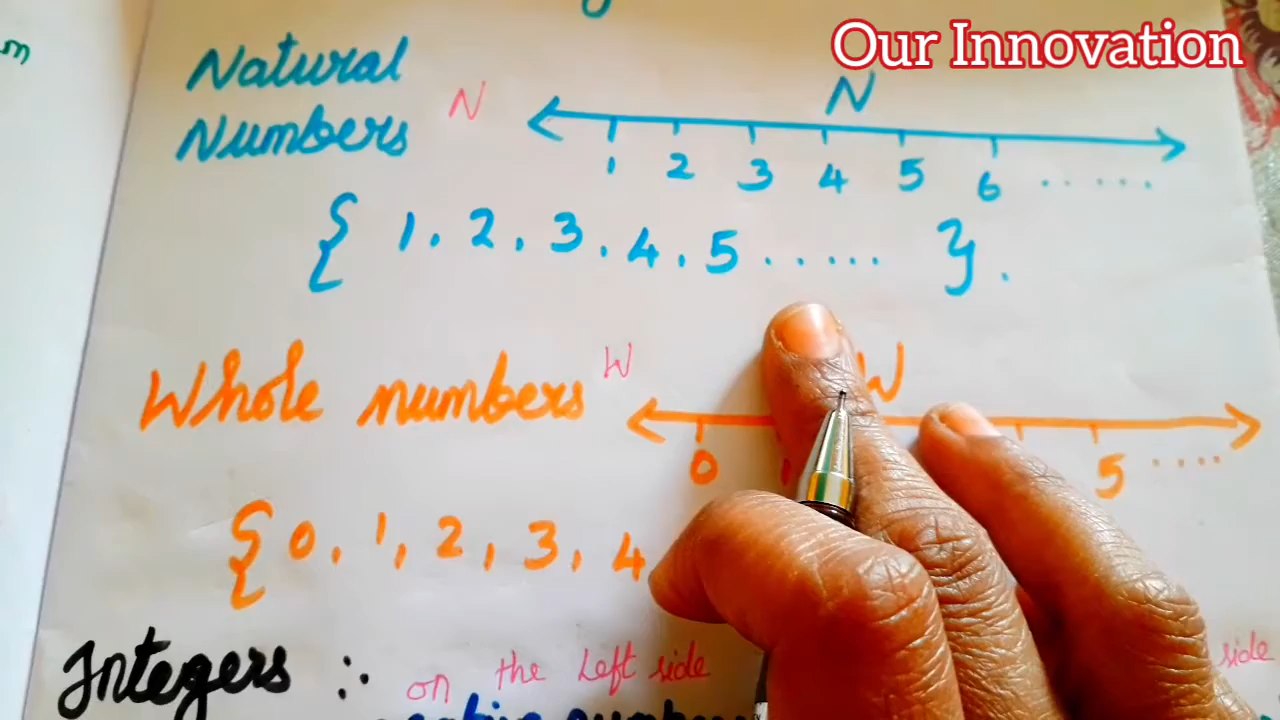 m
Our Innovation
Natural
Numbers N
N
1 2 3 4 5 6 .....
{ 1, 2, 3, 4, 5 ...... }.
Whole numbers W
W
0 5 ....
{ 0, 1, 2, 3, 4
Integers :
on the Left side side